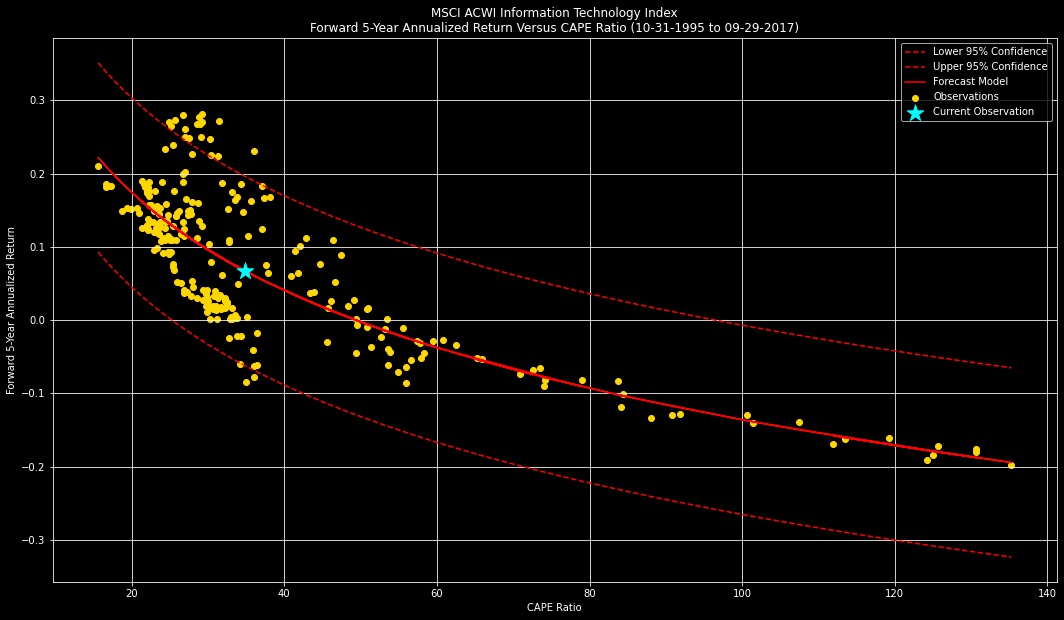 MSCI ACWI Information Technology Index
Forward 5-Year Annualized Return Versus CAPE Ratio (10-31-1995 to 09-29-2017)
Lower 95% Confidence
Upper 95% Confidence
Forecast Model
Observations
Current Observation
Forward 5-Year Annualized Return
0.3
0.2
0.1
0.0
−0.1
−0.2
−0.3
20
40
60
80
100
120
140
CAPE Ratio